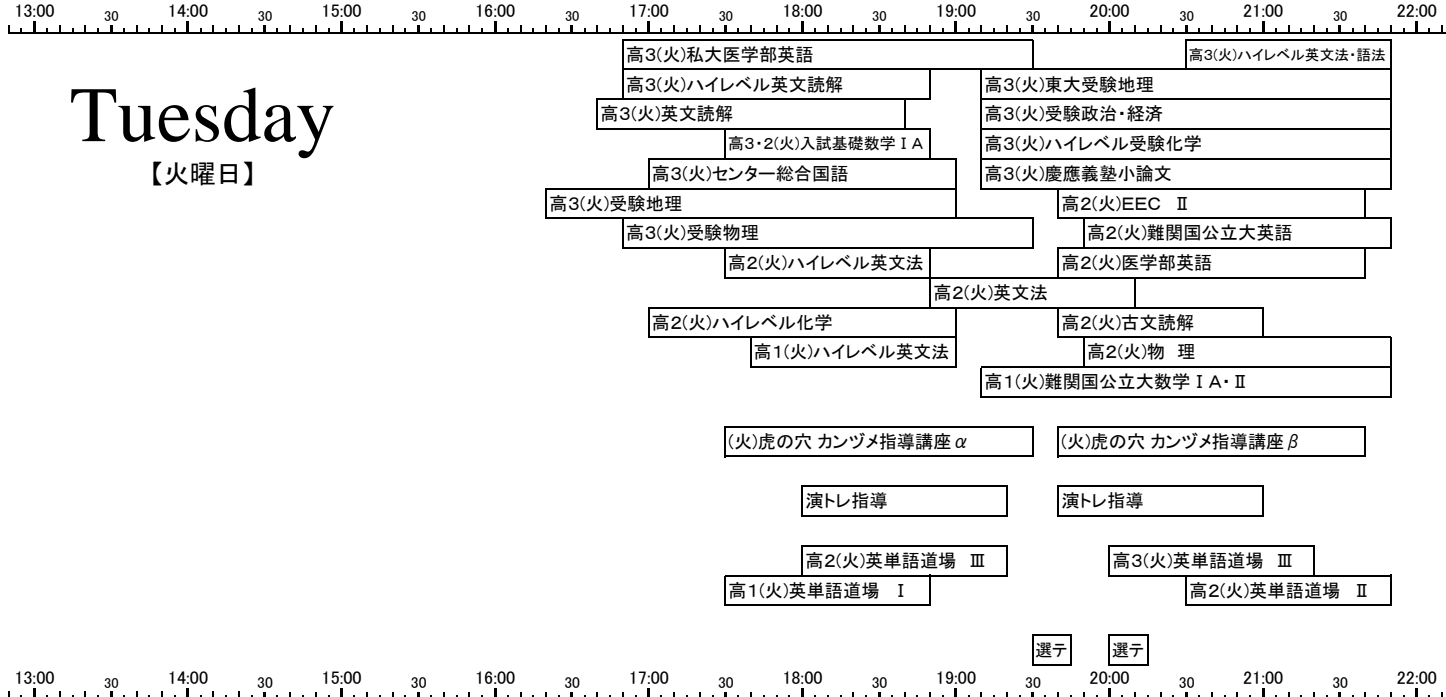 13:00 30 14:00 30 15:00 30 16:00 30 17:00 30 18:00 30 19:00 30 20:00 30 21:00 30 22:00
Tuesday
【火曜日】
高3(火)私大医学部英語 高3(火)ハイレベル英文法・語法
高3(火)ハイレベル英文読解 高3(火)東大受験地理
高3(火)英文読解 高3(火)受験政治・経済
高3・2(火)入試基礎数学ⅠA 高3(火)ハイレベル受験化学
高3(火)センター総合国語 高3(火)慶應義塾小論文
高3(火)受験地理 高2(火)EEC Ⅱ
高3(火)受験物理 高2(火)難関国公立大英語
高2(火)ハイレベル英文法 高2(火)医学部英語
高2(火)英文法
高2(火)ハイレベル化学 高2(火)古文読解
高1(火)ハイレベル英文法 高2(火)物 理
高1(火)難関国公立大数学ⅠA・Ⅱ
(火)虎の穴 カンヅメ指導講座α (火)虎の穴 カンヅメ指導講座β
演トレ指導 演トレ指導
高2(火)英単語道場 Ⅲ 高3(火)英単語道場 Ⅲ
高1(火)英単語道場 Ⅰ 高2(火)英単語道場 Ⅱ
選テ 選テ
13:00 30 14:00 30 15:00 30 16:00 30 17:00 30 18:00 30 19:00 30 20:00 30 21:00 30 22:00